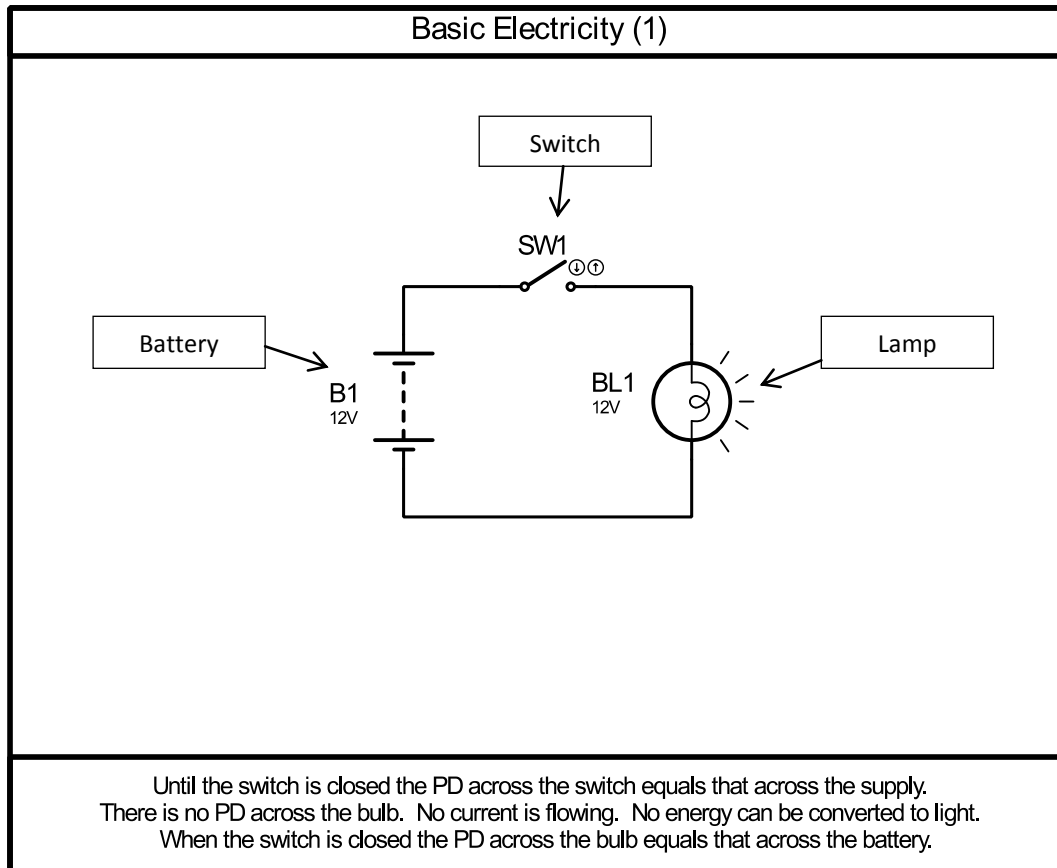 Basic Electricity (1)
Switch
SW1
Battery
Lamp
B1
12V
BL1
12V
Until the switch is closed the PD across the switch equals that across the supply.
There is no PD across the bulb. No current is flowing. No energy can be converted to light.
When the switch is closed the PD across the bulb equals that across the battery.